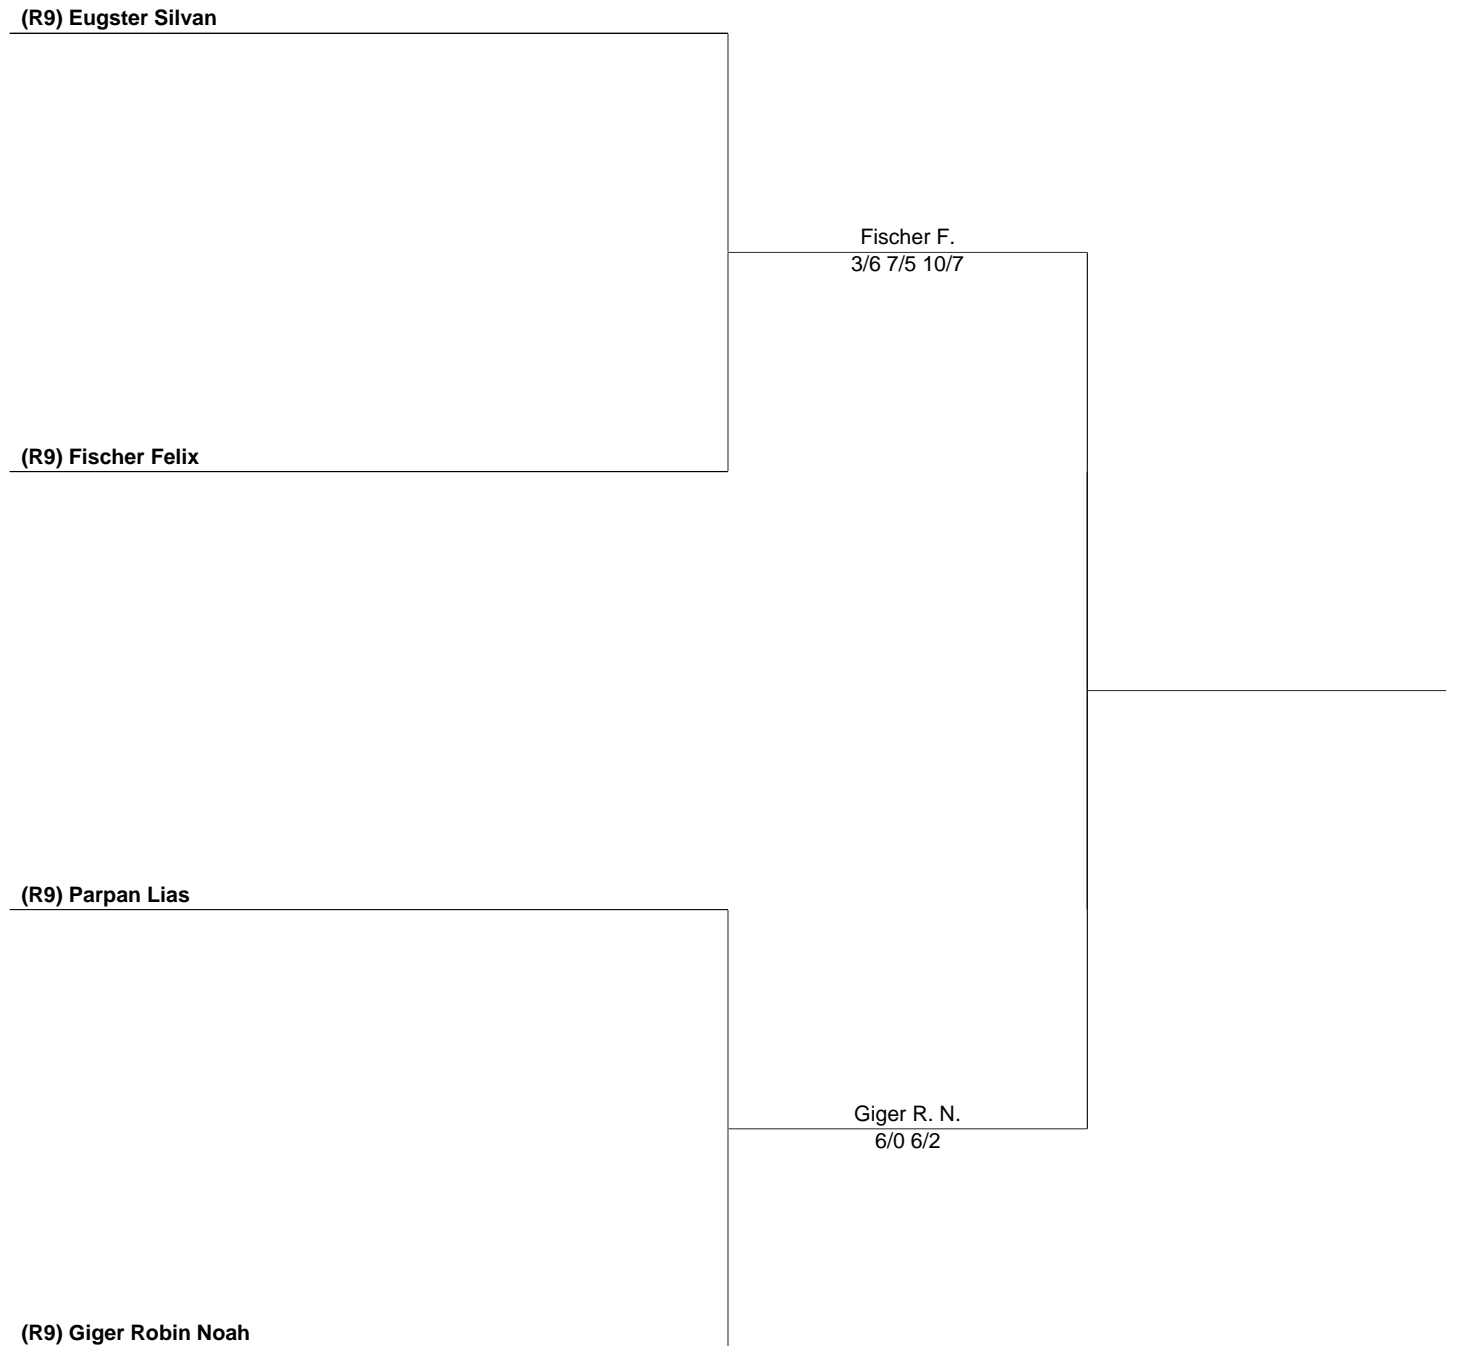 (R9) Eugster Silvan
Fischer F.
3/6 7/5 10/7
(R9) Fischer Felix
(R9) Parpan Lias
Giger R. N.
6/0 6/2
(R9) Giger Robin Noah